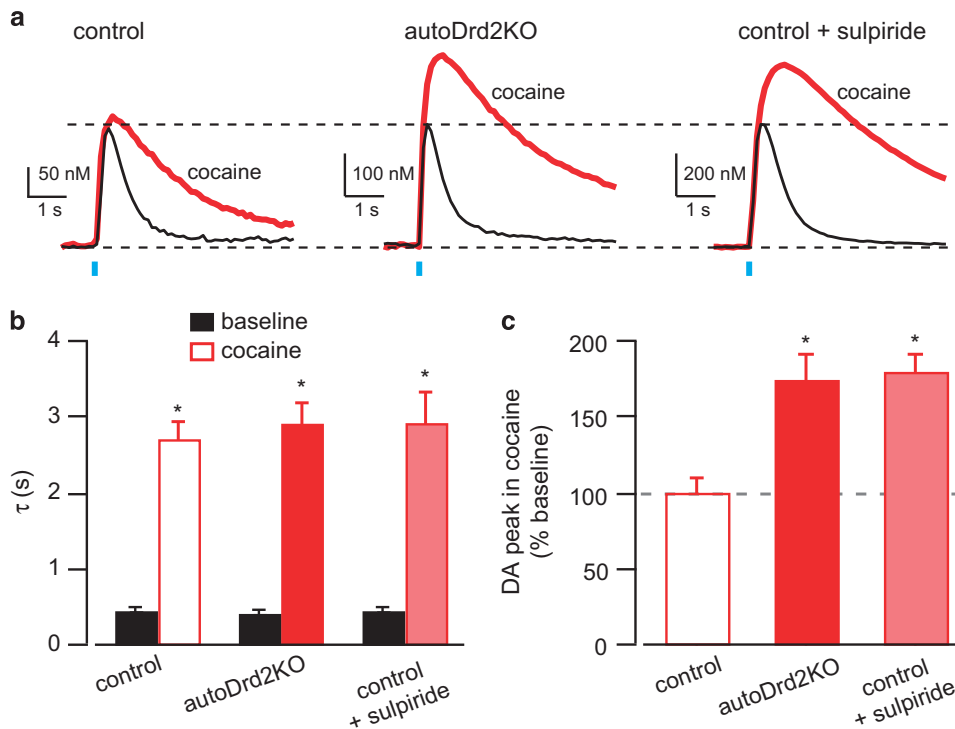 a
control
autoDrd2KO
control + sulpiride
cocaine
cocaine
cocaine
50 nM
1 s
100 nM
1 s
200 nM
1 s
b
baseline
cocaine
4
3
2
1
0
τ (s)
*
*
*
control
autoDrd2KO
control
+ sulpiride
c
200
150
100
50
0
DA peak in cocaine
(% baseline)
*
*
control
autoDrd2KO
control
+ sulpiride